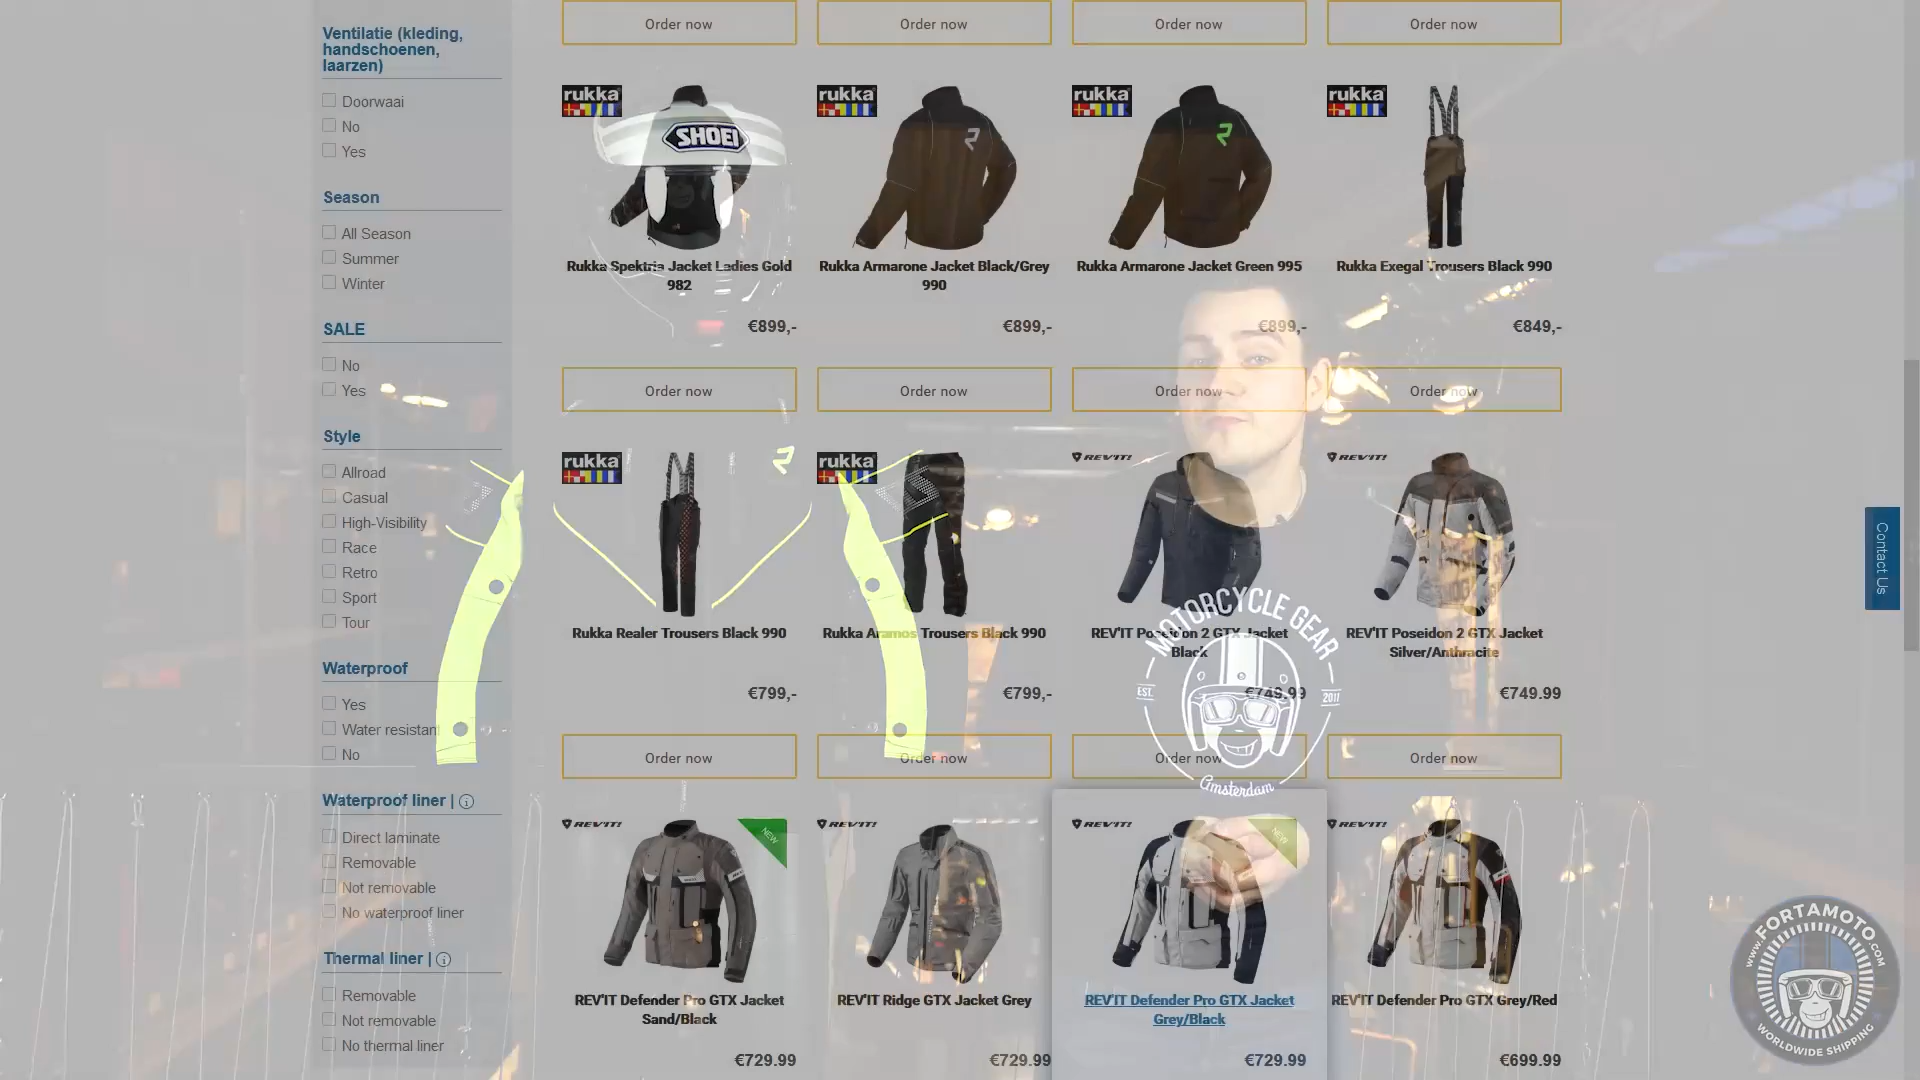 Ventilatie (kleding,
handschoenen,
laarzen)
Doorwaai
No
Yes
Season
All Season
Summer
Winter
SALE
No
Yes
Style
Allroad
Casual
High-Visibility
Race
Retro
Sport
Tour
Waterproof
Yes
Water resistant
No
Waterproof liner |
Direct laminate
Removable
Not removable
No waterproof liner
Thermal liner |
Removable
Not removable
No thermal liner
Order now
Order now
Order now
Order now
rukka
rukka
rukka
rukka
SHOEI
Rukka Spektria Jacket Ladies Gold
982
€899,-
Rukka Armarone Jacket Black/Grey
990
€899,-
Rukka Armarone Jacket Green 995
€899,-
Rukka Exegal Trousers Black 990
€849,-
Order now
Order now
Order now
Order now
rukka
rukka
REV'IT!
REV'IT!
Rukka Realer Trousers Black 990
€799,-
Rukka Aramos Trousers Black 990
€799,-
REV'IT Poseidon 2 GTX Jacket
Black
€749.99
REV'IT Poseidon 2 GTX Jacket
Silver/Anthracite
€749.99
MOTORCYCLE GEAR
EST.
2011
Amsterdam
Order now
Order now
Order now
Order now
REV'IT!
NEW
REV'IT!
REV'IT!
NEW
REV'IT!
REV'IT Defender Pro GTX Jacket
Sand/Black
€729.99
REV'IT Ridge GTX Jacket Grey
€729.99
REV'IT Defender Pro GTX Jacket
Grey/Black
€729.99
REV'IT Defender Pro GTX Grey/Red
€699.99
Contact Us
WWW.FORTAMOTO.COM
WORLDWIDE SHIPPING